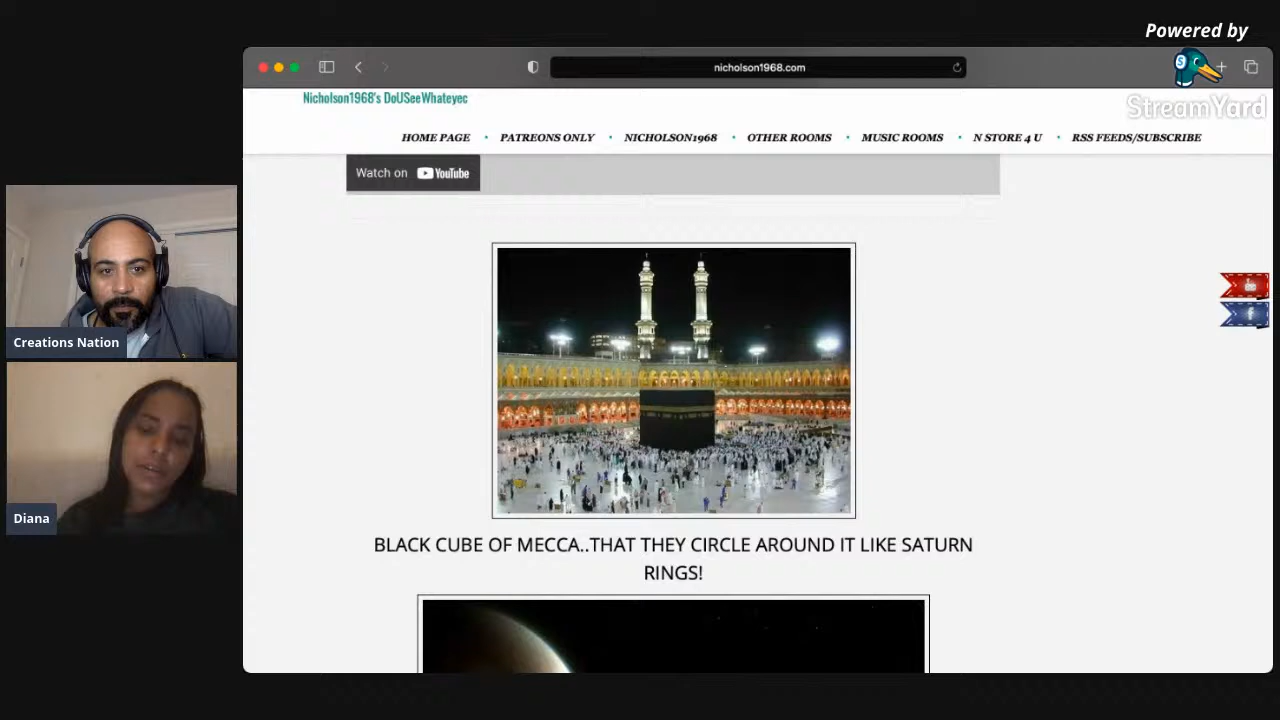 Powered by
StreamYard
nicholson1968.com
Nicholson1968's DoUSeeWhateyec
HOME PAGE • PATREONS ONLY • NICHOLSON1968 • OTHER ROOMS • MUSIC ROOMS • N STORE 4 U • RSS FEEDS/SUBSCRIBE
Watch on YouTube
Creations Nation
Diana
BLACK CUBE OF MECCA..THAT THEY CIRCLE AROUND IT LIKE SATURN
RINGS!